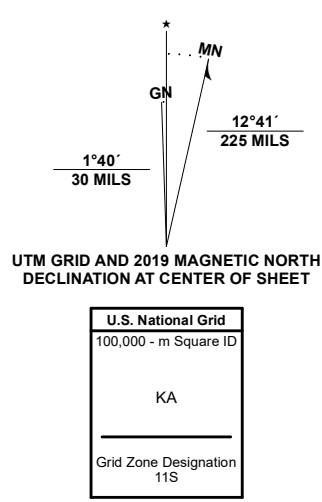 ★
MN
GN
12°41´
225 MILS
1°40´
30 MILS
UTM GRID AND 2019 MAGNETIC NORTH
DECLINATION AT CENTER OF SHEET
U.S. National Grid
100,000 - m Square ID
KA
Grid Zone Designation
11S